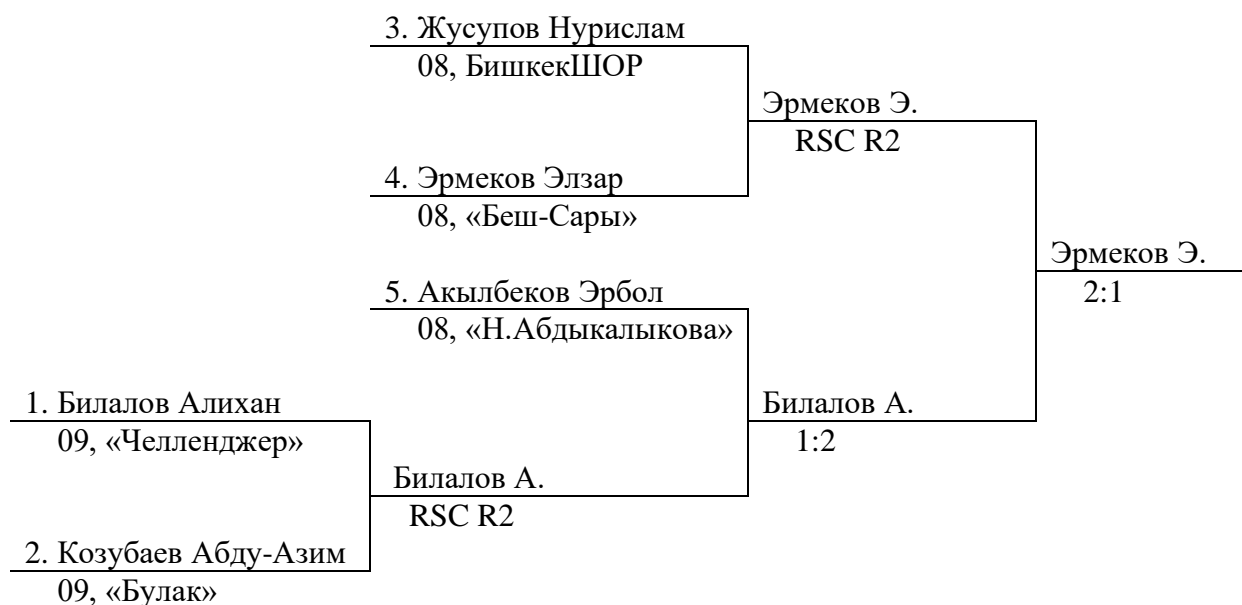 3. Жусупов Нурислам
08, БишкекШОР
Эрмеков Э.
RSC R2
4. Эрмеков Элзар
08, «Беш-Сары»
Эрмеков Э.
2:1
5. Акылбеков Эрбол
08, «Н.Абдыкалыкова»
1. Билалов Алихан
09, «Челленджер»
Билалов А.
1:2
Билалов А.
RSC R2
2. Козубаев Абду-Азим
09, «Булак»